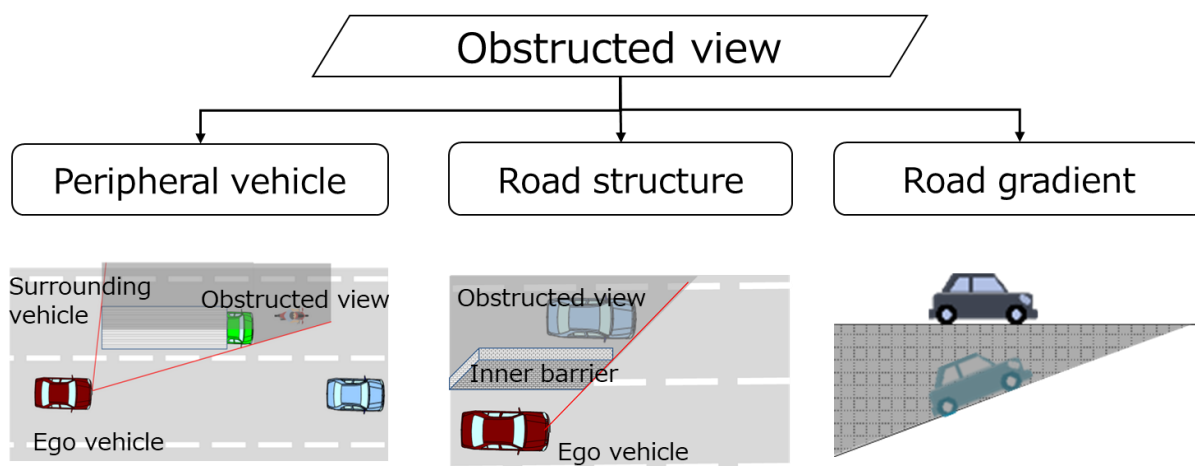 Obstructed view
Peripheral vehicle
Road structure
Road gradient
Surrounding
vehicle
Obstructed view
Ego vehicle
Obstructed view
Inner barrier
Ego vehicle